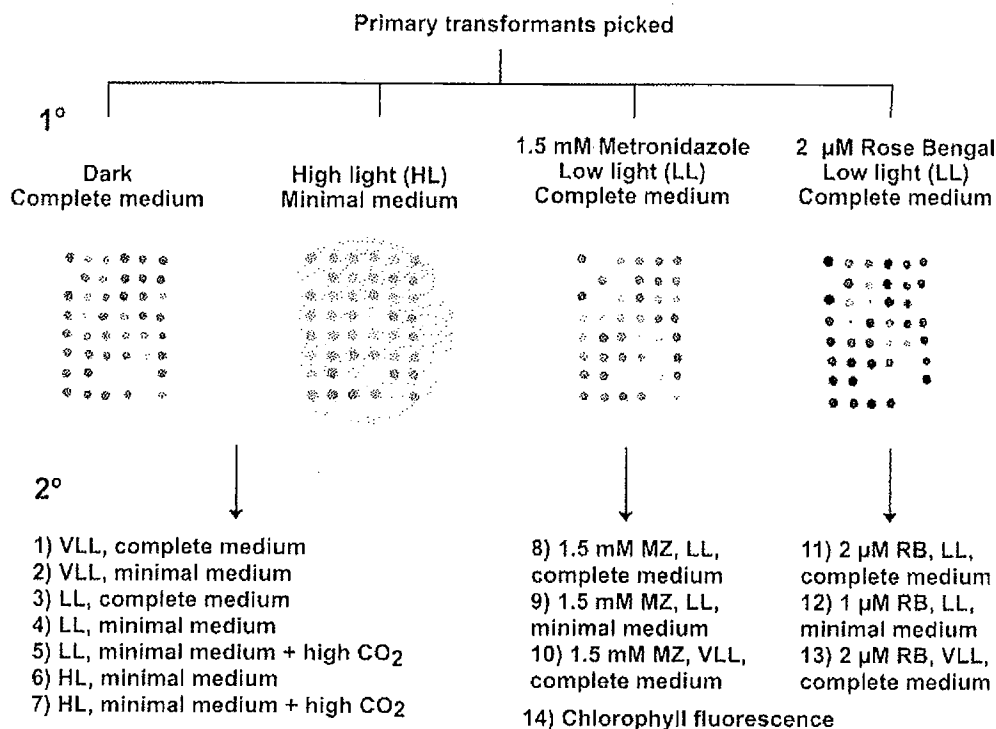 Primary transformants picked
1°
Dark
Complete medium
High light (HL)
Minimal medium
1.5 mM Metronidazole
Low light (LL)
Complete medium
2 µM Rose Bengal
Low light (LL)
Complete medium
2°
1) VLL, complete medium
2) VLL, minimal medium
3) LL, complete medium
4) LL, minimal medium
5) LL, minimal medium + high CO2
6) HL, minimal medium
7) HL, minimal medium + high CO2
8) 1.5 mM MZ, LL,
complete medium
9) 1.5 mM MZ, LL,
minimal medium
10) 1.5 mM MZ, VLL,
complete medium
11) 2 µM RB, LL,
complete medium
12) 1 µM RB, LL,
minimal medium
13) 2 µM RB, VLL,
complete medium
14) Chlorophyll fluorescence